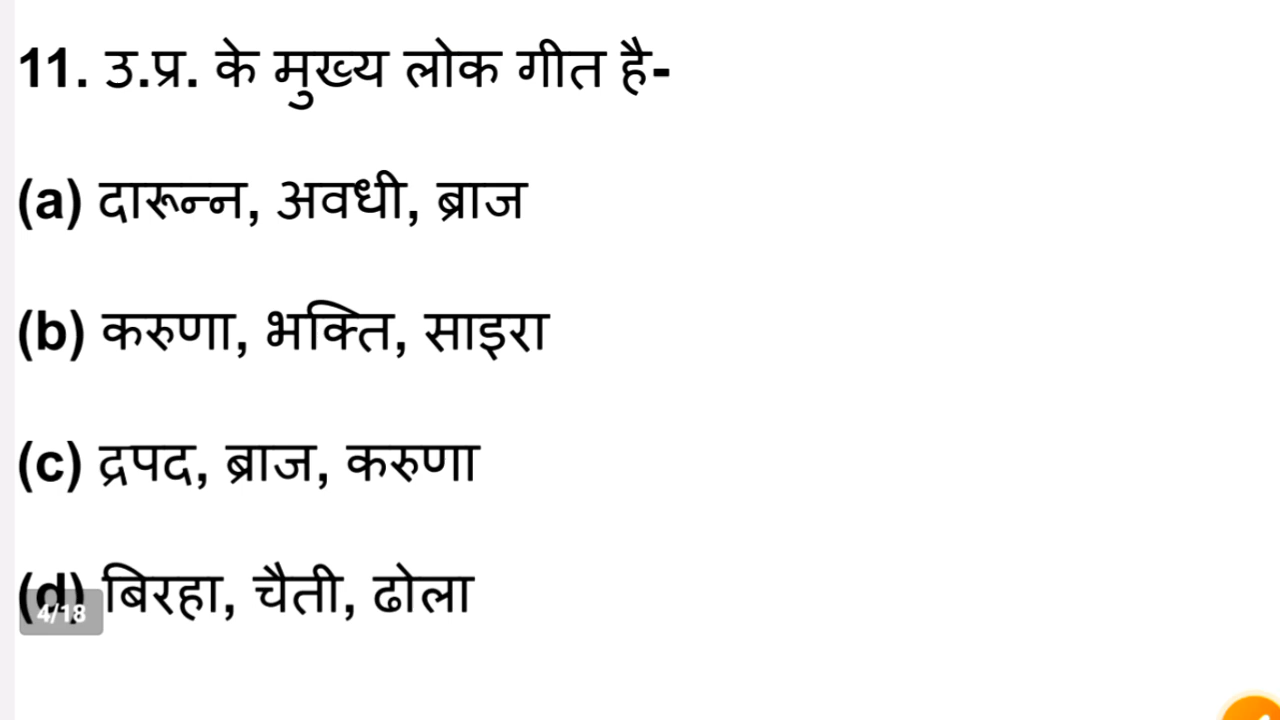 11. उ.प्र. के मुख्य लोक गीत है-
(a) दारून्न, अवधी, ब्राज
(b) करुणा, भक्ति, साइरा
(c) द्रपद, ब्राज, करुणा
(d) बिरहा, चैती, ढोला
4/18